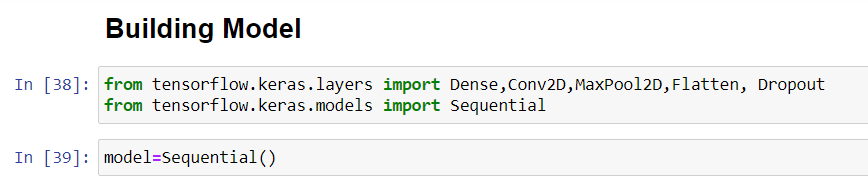 Building Model
In [38]: from tensorflow.keras.layers import Dense,Conv2D,MaxPool2D,Flatten, Dropout
from tensorflow.keras.models import Sequential
In [39]: model=Sequential()